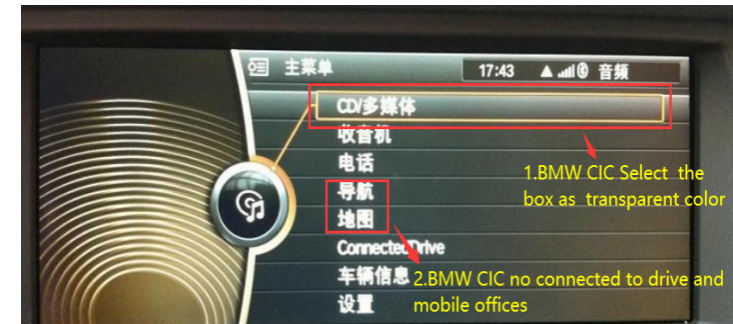 主菜单
17:43 音频
CD/多媒体
收音机
电话
导航
地图
ConnectedDrive
车辆信息
设置
1.BMW CIC Select the
box as transparent color
2.BMW CIC no connected to drive and
mobile offices